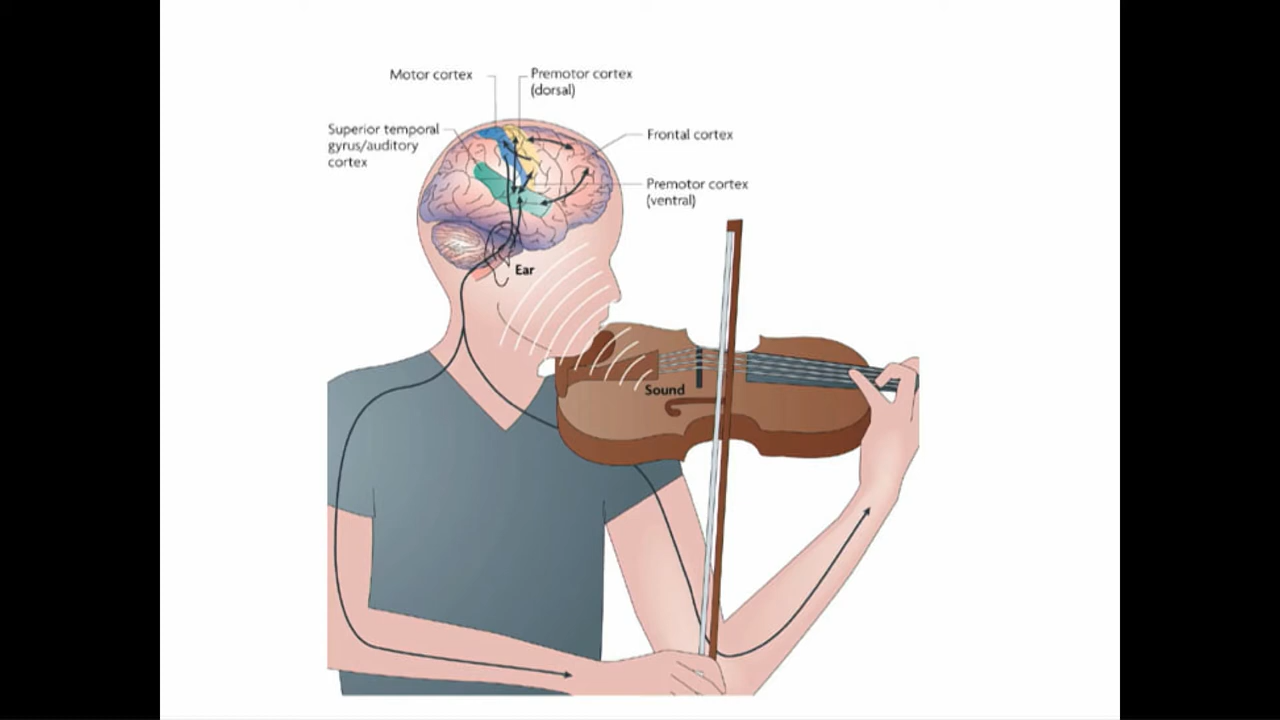 Motor cortex
Premotor cortex
(dorsal)
Superior temporal
gyrus/auditory
cortex
Frontal cortex
Premotor cortex
(ventral)
Ear
Sound